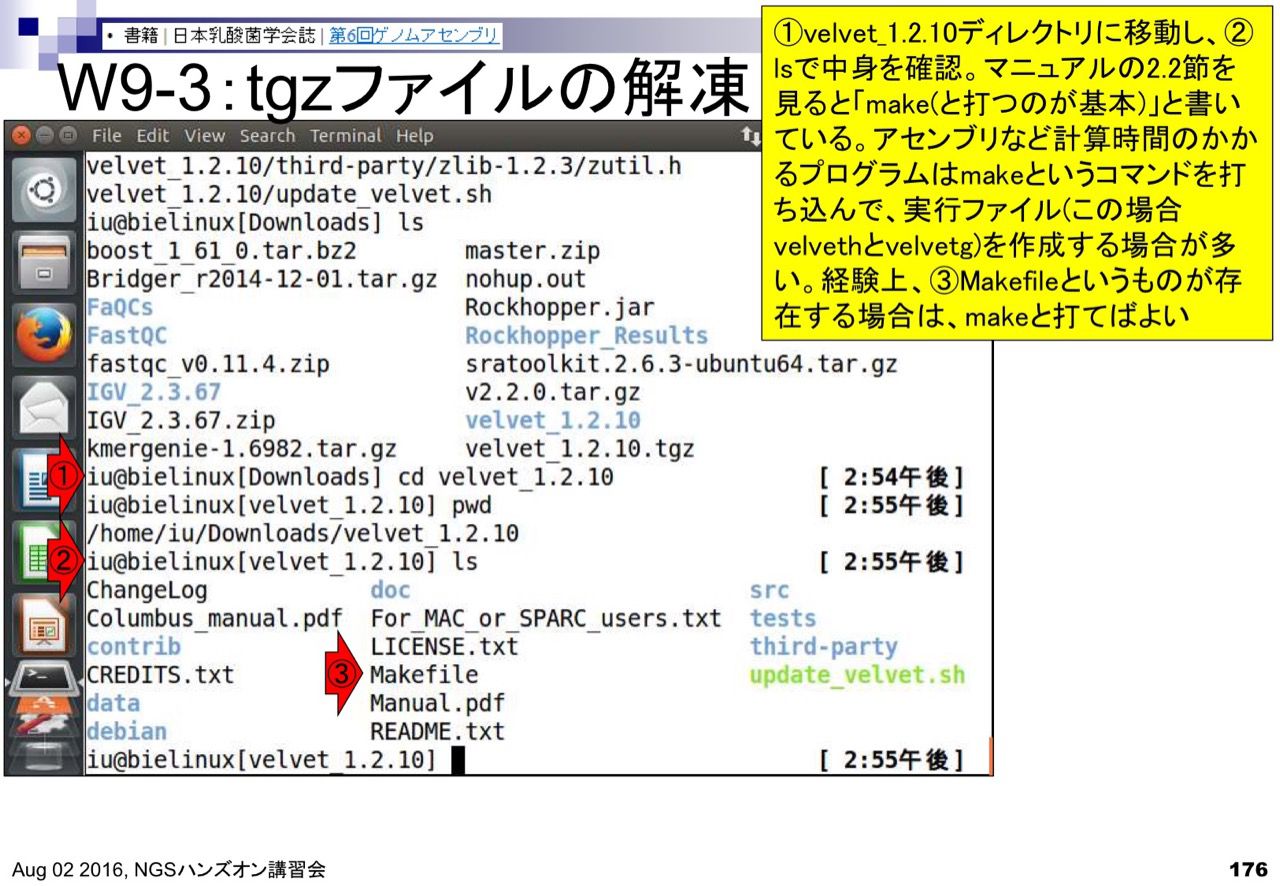 • 書籍 | 日本乳酸菌学会誌 | 第6回ゲノムアセンブリ
W9-3：tgzファイルの解凍
①velvet_1.2.10ディレクトリに移動し、②
lsで中身を確認。マニュアルの2.2節を
見ると「make(と打つのが基本)」と書い
ている。アセンブリなど計算時間のかか
るプログラムはmakeというコマンドを打
ち込んで、実行ファイル(この場合
velvethとvelvetg)を作成する場合が多
い。経験上、③Makefileというものが存
在する場合は、makeと打てばよい
File Edit View Search Terminal Help
velvet_1.2.10/third-party/zlib-1.2.3/zutil.h
velvet_1.2.10/update_velvet.sh
iu@bielinux[Downloads] ls
boost_1_61_0.tar.bz2 master.zip
Bridger_r2014-12-01.tar.gz nohup.out
FaQCs Rockhopper.jar
FastQC Rockhopper_Results
fastqc_v0.11.4.zip sratoolkit.2.6.3-ubuntu64.tar.gz
IGV_2.3.67 v2.2.0.tar.gz
IGV_2.3.67.zip velvet_1.2.10
kmergenie-1.6982.tar.gz velvet_1.2.10.tgz
① iu@bielinux[Downloads] cd velvet_1.2.10 [ 2:54午後]
iu@bielinux[velvet_1.2.10] pwd [ 2:55午後]
/home/iu/Downloads/velvet_1.2.10
② iu@bielinux[velvet_1.2.10] ls [ 2:55午後]
ChangeLog doc src
Columbus_manual.pdf For_MAC_or_SPARC_users.txt tests
contrib LICENSE.txt third-party
CREDITS.txt ③ Makefile update_velvet.sh
data Manual.pdf
debian README.txt
iu@bielinux[velvet_1.2.10] [ 2:55午後]
Aug 02 2016, NGSハンズオン講習会
176